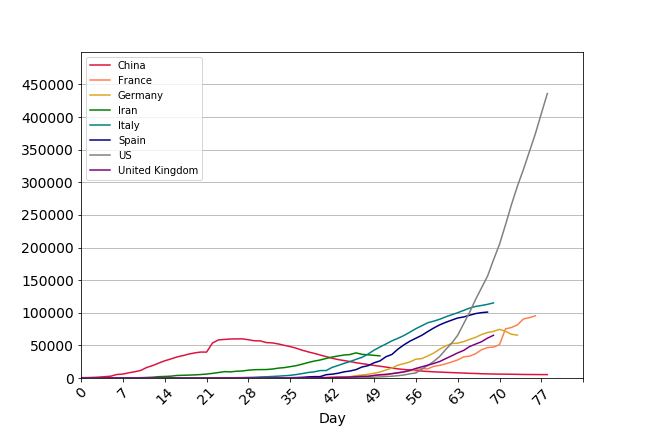 China
France
Germany
Iran
Italy
Spain
US
United Kingdom
450000
400000
350000
300000
250000
200000
150000
100000
50000
0
0 7 14 21 28 35 42 49 56 63 70 77
Day